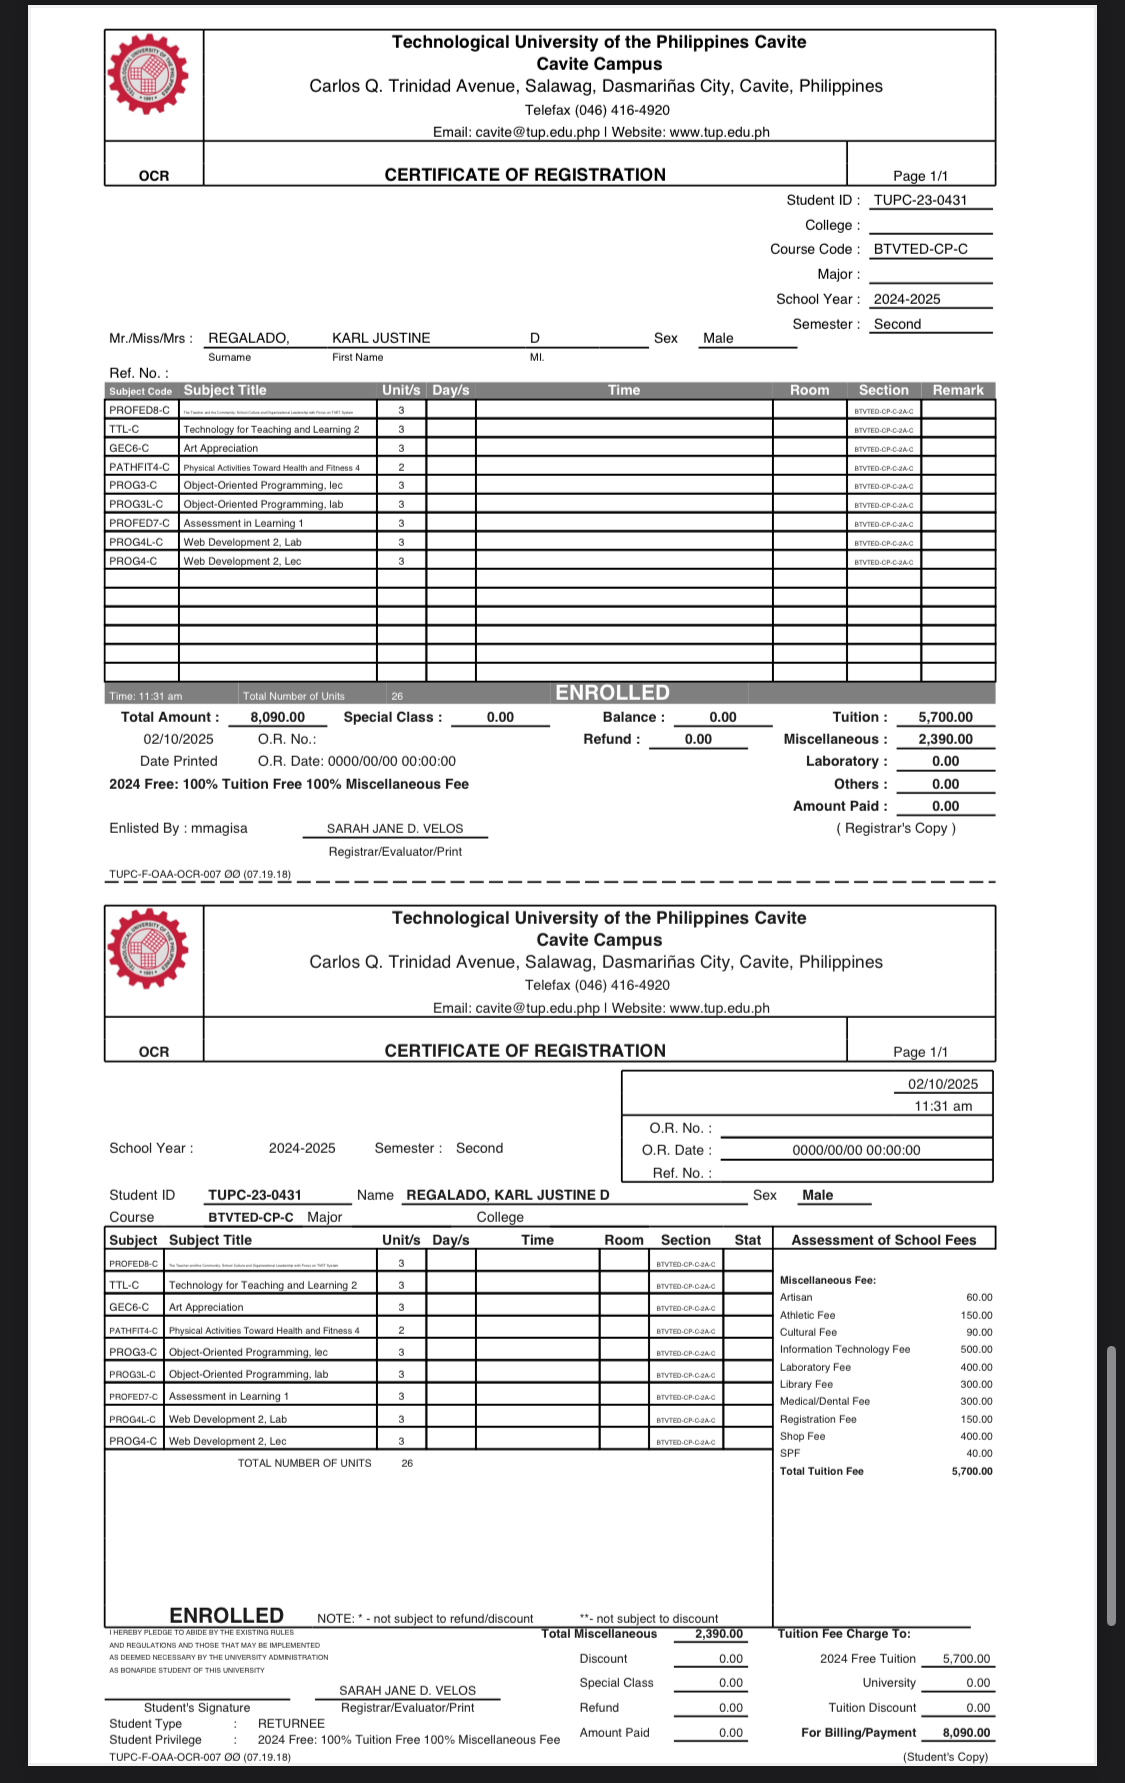 Technological University of the Philippines Cavite
Cavite Campus
Carlos Q. Trinidad Avenue, Salawag, Dasmariñas City, Cavite, Philippines
Telefax (046) 416-4920
Email: cavite@tup.edu.php | Website: www.tup.edu.ph
OCR CERTIFICATE OF REGISTRATION Page 1/1
Student ID : TUPC-23-0431
College :
Course Code : BTVTED-CP-C
Major :
School Year : 2024-2025
Semester : Second
Mr./Miss/Mrs : REGALADO, KARL JUSTINE D Sex Male
Surname First Name MI.
Ref. No. :
Subject Code Subject Title Unit/s Day/s Time Room Section Remark
PROFED8-C The Teacher and the Community, School Culture and Organizational Leadership with Focus on TVET System 3 BTVTED-CP-C-2A-C
TTL-C Technology for Teaching and Learning 2 3 BTVTED-CP-C-2A-C
GEC6-C Art Appreciation 3 BTVTED-CP-C-2A-C
PATHFIT4-C Physical Activities Toward Health and Fitness 4 2 BTVTED-CP-C-2A-C
PROG3-C Object-Oriented Programming, lec 3 BTVTED-CP-C-2A-C
PROG3L-C Object-Oriented Programming, lab 3 BTVTED-CP-C-2A-C
PROFED7-C Assessment in Learning 1 3 BTVTED-CP-C-2A-C
PROG4L-C Web Development 2, Lab 3 BTVTED-CP-C-2A-C
PROG4-C Web Development 2, Lec 3 BTVTED-CP-C-2A-C
Time: 11:31 am Total Number of Units 26 ENROLLED
Total Amount : 8,090.00 Special Class : 0.00 Balance : 0.00 Tuition : 5,700.00
02/10/2025 O.R. No.: Refund : 0.00 Miscellaneous : 2,390.00
Date Printed O.R. Date: 0000/00/00 00:00:00 Laboratory : 0.00
2024 Free: 100% Tuition Free 100% Miscellaneous Fee Others : 0.00
Amount Paid : 0.00
Enlisted By : mmagisa SARAH JANE D. VELOS ( Registrar's Copy )
Registrar/Evaluator/Print
TUPC-F-OAA-OCR-007 ØØ (07.19.18)
Technological University of the Philippines Cavite
Cavite Campus
Carlos Q. Trinidad Avenue, Salawag, Dasmariñas City, Cavite, Philippines
Telefax (046) 416-4920
Email: cavite@tup.edu.php | Website: www.tup.edu.ph
OCR CERTIFICATE OF REGISTRATION Page 1/1
02/10/2025
11:31 am
O.R. No. :
School Year : 2024-2025 Semester : Second O.R. Date : 0000/00/00 00:00:00
Ref. No. :
Student ID TUPC-23-0431 Name REGALADO, KARL JUSTINE D Sex Male
Course BTVTED-CP-C Major College
Subject Subject Title Unit/s Day/s Time Room Section Stat Assessment of School Fees
PROFED8-C The Teacher and the Community, School Culture and Organizational Leadership with Focus on TVET System 3 BTVTED-CP-C-2A-C
TTL-C Technology for Teaching and Learning 2 3 BTVTED-CP-C-2A-C
GEC6-C Art Appreciation 3 BTVTED-CP-C-2A-C
PATHFIT4-C Physical Activities Toward Health and Fitness 4 2 BTVTED-CP-C-2A-C
PROG3-C Object-Oriented Programming, lec 3 BTVTED-CP-C-2A-C
PROG3L-C Object-Oriented Programming, lab 3 BTVTED-CP-C-2A-C
PROFED7-C Assessment in Learning 1 3 BTVTED-CP-C-2A-C
PROG4L-C Web Development 2, Lab 3 BTVTED-CP-C-2A-C
PROG4-C Web Development 2, Lec 3 BTVTED-CP-C-2A-C
TOTAL NUMBER OF UNITS 26
Miscellaneous Fee:
Artisan 60.00
Athletic Fee 150.00
Cultural Fee 90.00
Information Technology Fee 500.00
Laboratory Fee 400.00
Library Fee 300.00
Medical/Dental Fee 300.00
Registration Fee 150.00
Shop Fee 400.00
SPF 40.00
Total Tuition Fee 5,700.00
ENROLLED NOTE: * - not subject to refund/discount **- not subject to discount
I HEREBY PLEDGE TO ABIDE BY THE EXISTING RULES
AND REGULATIONS AND THOSE THAT MAY BE IMPLEMENTED
AS DEEMED NECESSARY BY THE UNIVERSITY ADMINISTRATION
AS BONAFIDE STUDENT OF THIS UNIVERSITY
Total Miscellaneous 2,390.00 Tuition Fee Charge To:
Discount 0.00 2024 Free Tuition 5,700.00
Special Class 0.00 University 0.00
SARAH JANE D. VELOS
Student's Signature Registrar/Evaluator/Print Refund 0.00 Tuition Discount 0.00
Student Type : RETURNEE
Amount Paid 0.00 For Billing/Payment 8,090.00
Student Privilege : 2024 Free: 100% Tuition Free 100% Miscellaneous Fee
TUPC-F-OAA-OCR-007 ØØ (07.19.18) (Student's Copy)